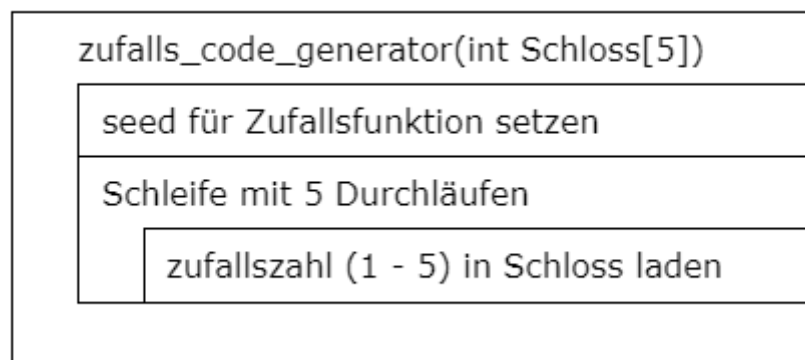 zufalls_code_generator(int Schloss[5])
seed für Zufallsfunktion setzen
Schleife mit 5 Durchläufen
zufallszahl (1 - 5) in Schloss laden